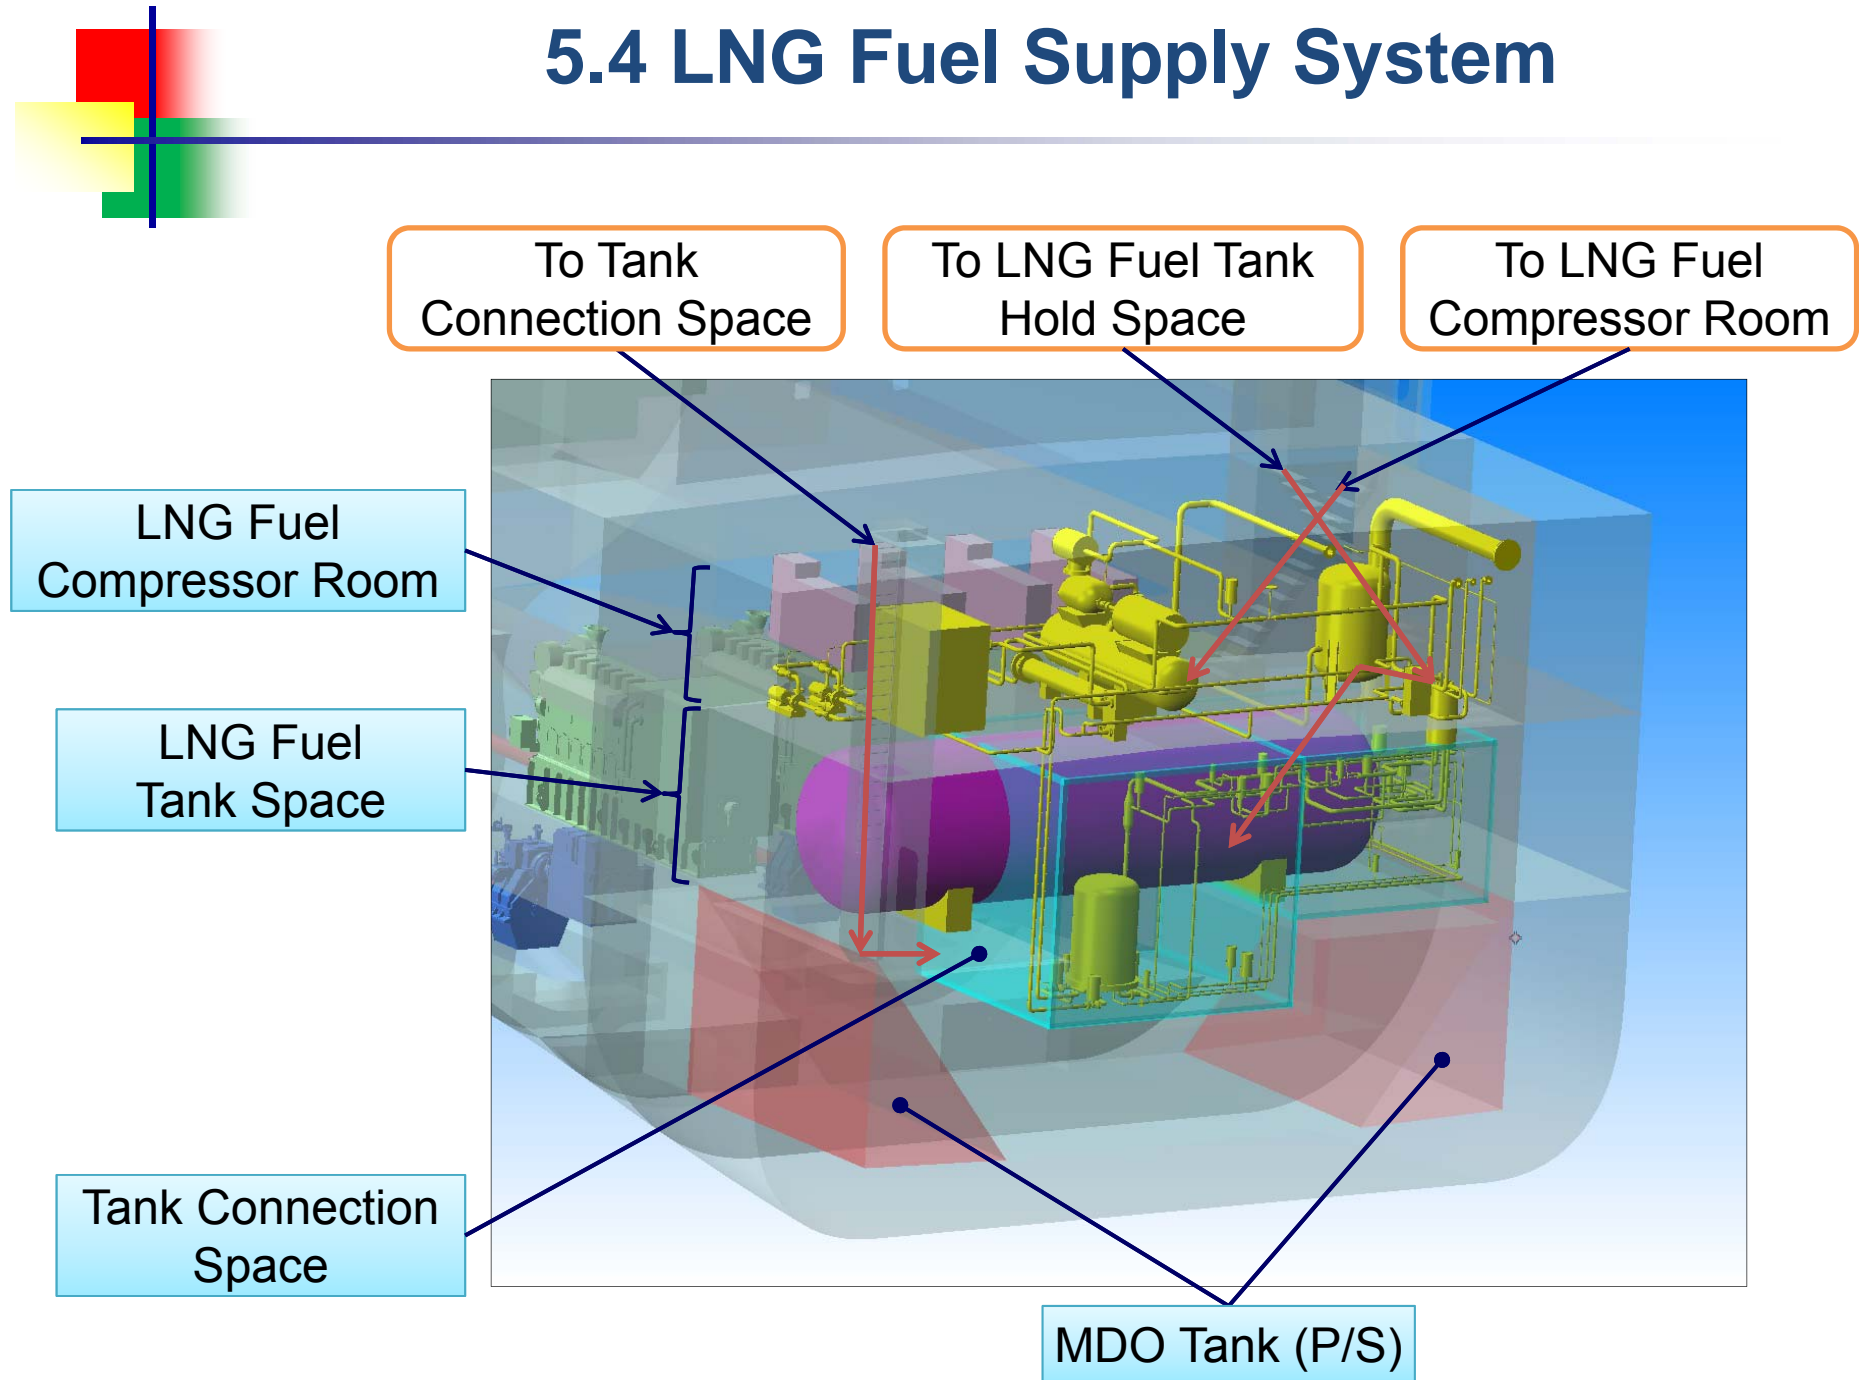 5.4 LNG Fuel Supply System
To Tank
Connection Space
To LNG Fuel Tank
Hold Space
To LNG Fuel
Compressor Room
LNG Fuel
Compressor Room
LNG Fuel
Tank Space
Tank Connection
Space
MDO Tank (P/S)